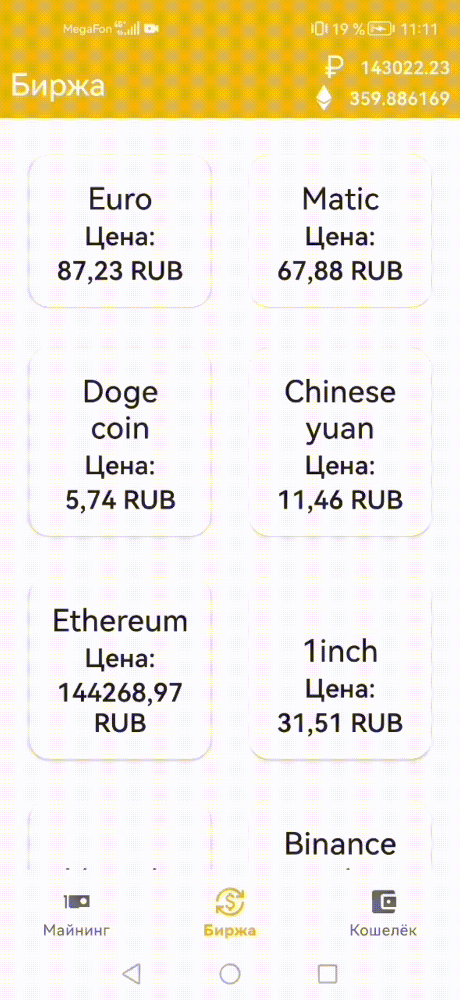 MegaFon 4G+ 19 % 11:11
Биржа
₽ 143022.23
359.886169
Euro
Цена:
87,23 RUB
Matic
Цена:
67,88 RUB
Doge
coin
Цена:
5,74 RUB
Chinese
yuan
Цена:
11,46 RUB
Ethereum
Цена:
144268,97
RUB
1inch
Цена:
31,51 RUB
Binance
Майнинг
Биржа
Кошелёк